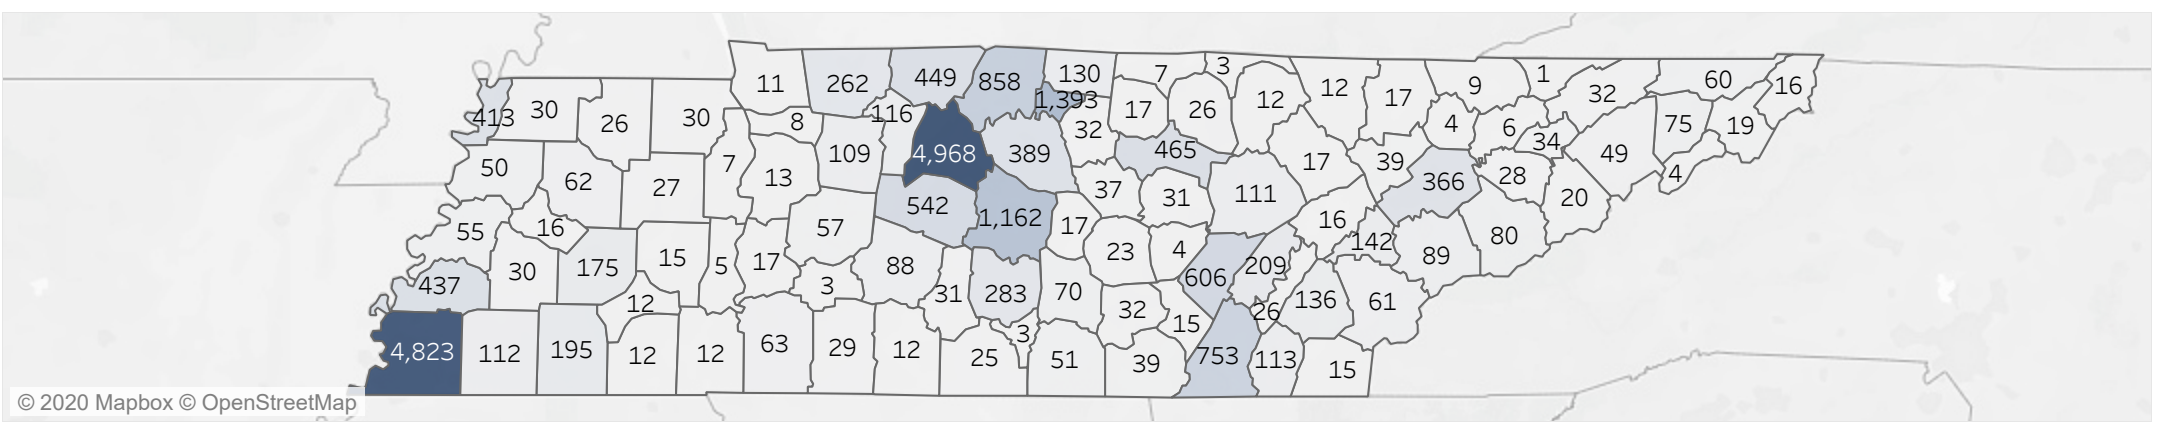 11 262 449 858 130 7 3 12 12 17 9 1 32 60 16
413 30 26 30 8 116 1,393 17 26 4 6 34 75 19
4,968 389 32 465 17 39 366 28 49 4
50 62 27 7 13 109 37 31 111 20
55 16 57 542 1,162 17 23 4 16 142 89 80
437 30 175 15 5 17 3 88 31 283 70 606 209 136 61
12 32 15 26
4,823 112 195 12 12 63 29 12 25 3 51 39 753 113 15
© 2020 Mapbox © OpenStreetMap